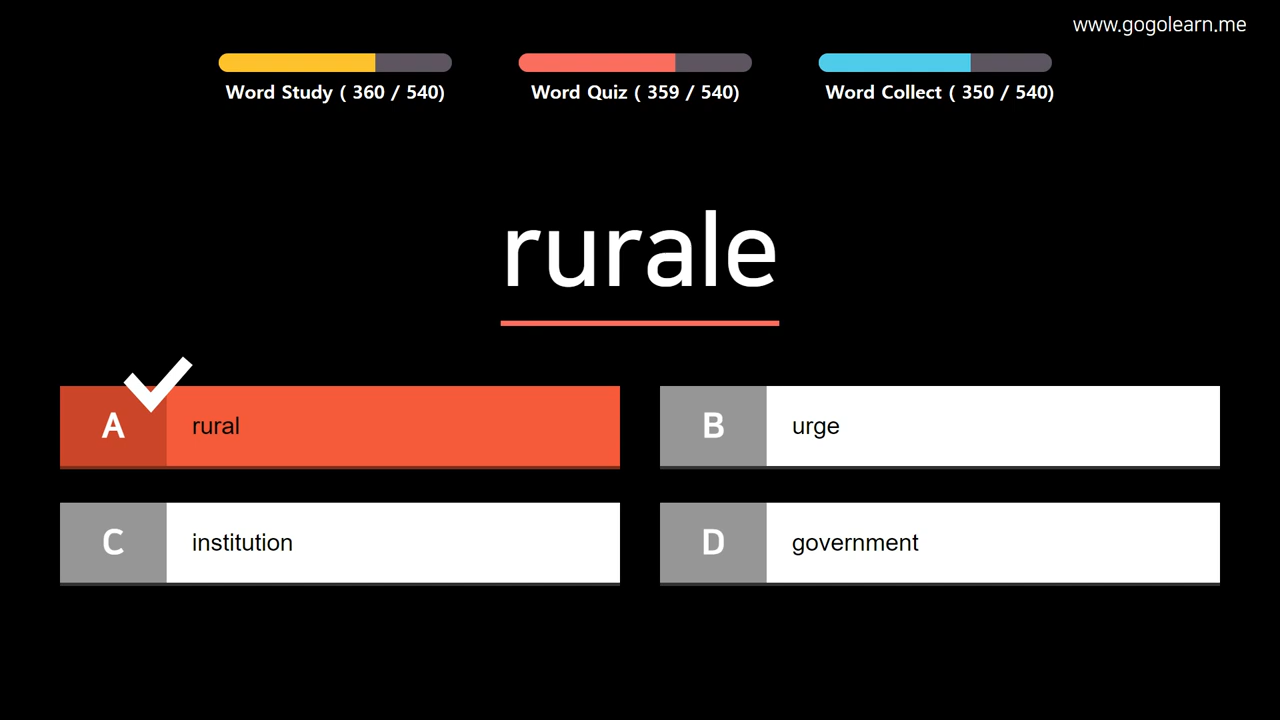 www.gogolearn.me
Word Study ( 360 / 540)
Word Quiz ( 359 / 540)
Word Collect ( 350 / 540)
rurale
A rural
B urge
C institution
D government